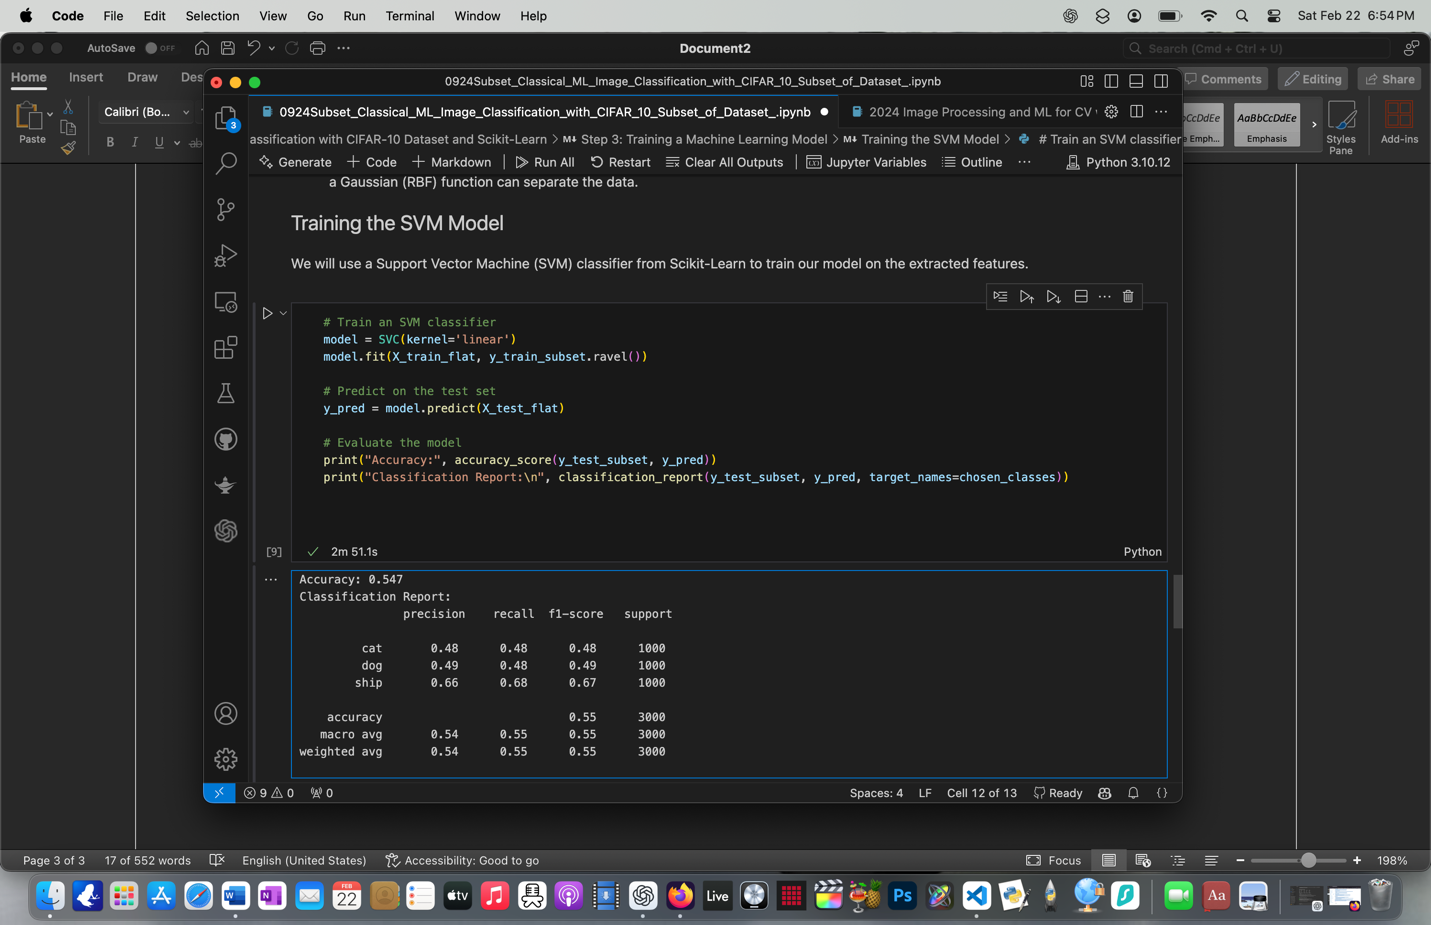 Code File Edit Selection View Go Run Terminal Window Help Sat Feb 22 6:54 PM
AutoSave OFF Document2 Search (Cmd + Ctrl + U)
Home Insert Draw Des Comments Editing Share
0924Subset_Classical_ML_Image_Classification_with_CIFAR_10_Subset_of_Dataset_.ipynb
Paste Calibri (Bo... B I U ab
3 0924Subset_Classical_ML_Image_Classification_with_CIFAR_10_Subset_of_Dataset_.ipynb 2024 Image Processing and ML for CV
bCcDdEe AaBbCcDdEe
e Emph... Emphasis Styles Pane Add-ins
assification with CIFAR-10 Dataset and Scikit-Learn > M↓ Step 3: Training a Machine Learning Model > M↓ Training the SVM Model > # Train an SVM classifier
Generate + Code + Markdown Run All Restart Clear All Outputs Jupyter Variables Outline ... Python 3.10.12
a Gaussian (RBF) function can separate the data.
Training the SVM Model
We will use a Support Vector Machine (SVM) classifier from Scikit-Learn to train our model on the extracted features.
# Train an SVM classifier
model = SVC(kernel='linear')
model.fit(X_train_flat, y_train_subset.ravel())
# Predict on the test set
y_pred = model.predict(X_test_flat)
# Evaluate the model
print("Accuracy:", accuracy_score(y_test_subset, y_pred))
print("Classification Report:\n", classification_report(y_test_subset, y_pred, target_names=chosen_classes))
[9] 2m 51.1s Python
Accuracy: 0.547
Classification Report:
precision recall f1-score support
cat 0.48 0.48 0.48 1000
dog 0.49 0.48 0.49 1000
ship 0.66 0.68 0.67 1000
accuracy 0.55 3000
macro avg 0.54 0.55 0.55 3000
weighted avg 0.54 0.55 0.55 3000
9 0 0 Spaces: 4 LF Cell 12 of 13 Ready
Page 3 of 3 17 of 552 words English (United States) Accessibility: Good to go Focus 198%
FEB
22 tv Live Ps Aa